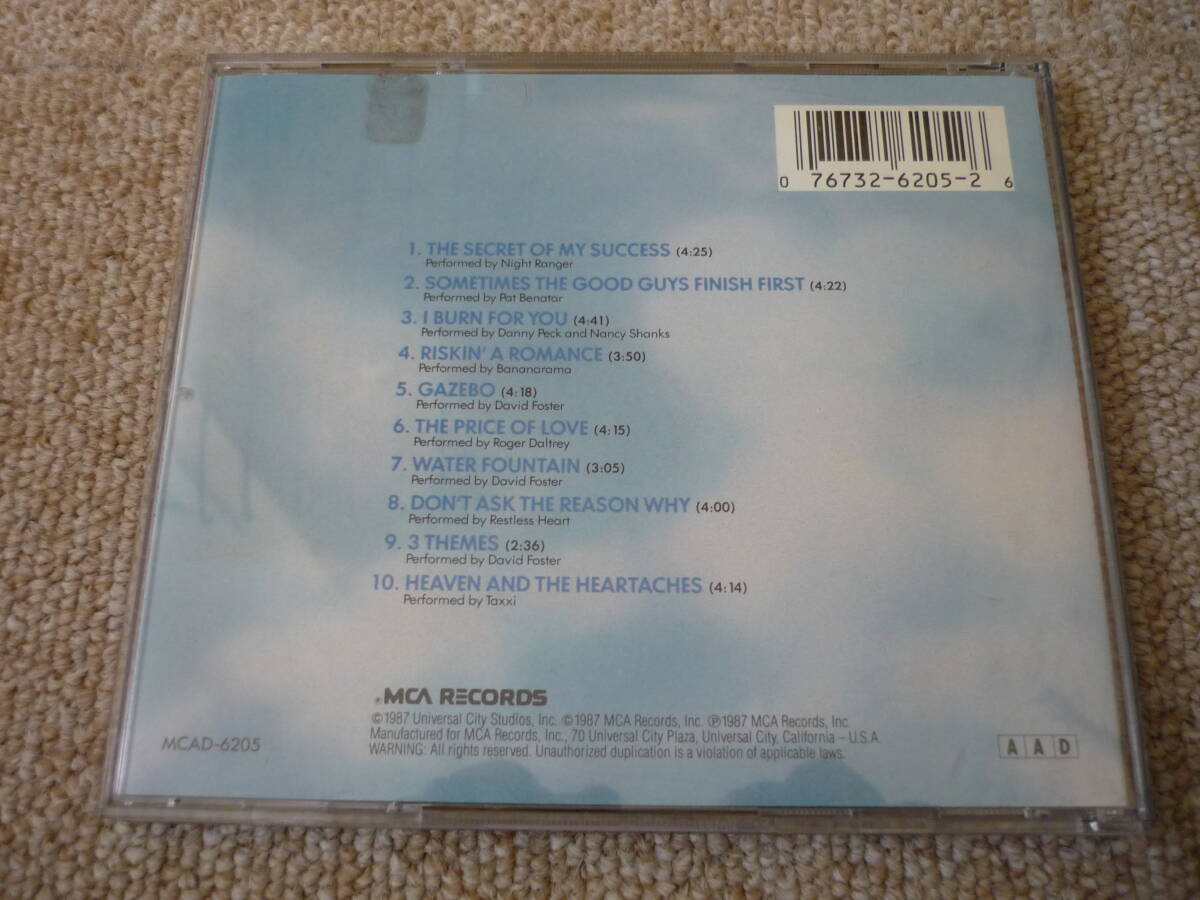 0 76732-6205-2 6
1. THE SECRET OF MY SUCCESS (4:25)
Performed by Night Ranger
2. SOMETIMES THE GOOD GUYS FINISH FIRST (4:22)
Performed by Pat Benatar
3. I BURN FOR YOU (4:41)
Performed by Danny Peck and Nancy Shanks
4. RISKIN' A ROMANCE (3:50)
Performed by Bananarama
5. GAZEBO (4:18)
Performed by David Foster
6. THE PRICE OF LOVE (4:15)
Performed by Roger Daltrey
7. WATER FOUNTAIN (3:05)
Performed by David Foster
8. DON'T ASK THE REASON WHY (4:00)
Performed by Restless Heart
9. 3 THEMES (2:36)
Performed by David Foster
10. HEAVEN AND THE HEARTACHES (4:14)
Performed by Taxxi
MCA RECORDS
©1987 Universal City Studios, Inc. ©1987 MCA Records, Inc. ℗1987 MCA Records, Inc.
Manufactured for MCA Records, Inc., 70 Universal City Plaza, Universal City, California – U.S.A.
WARNING: All rights reserved. Unauthorized duplication is a violation of applicable laws.
MCAD-6205
A A D